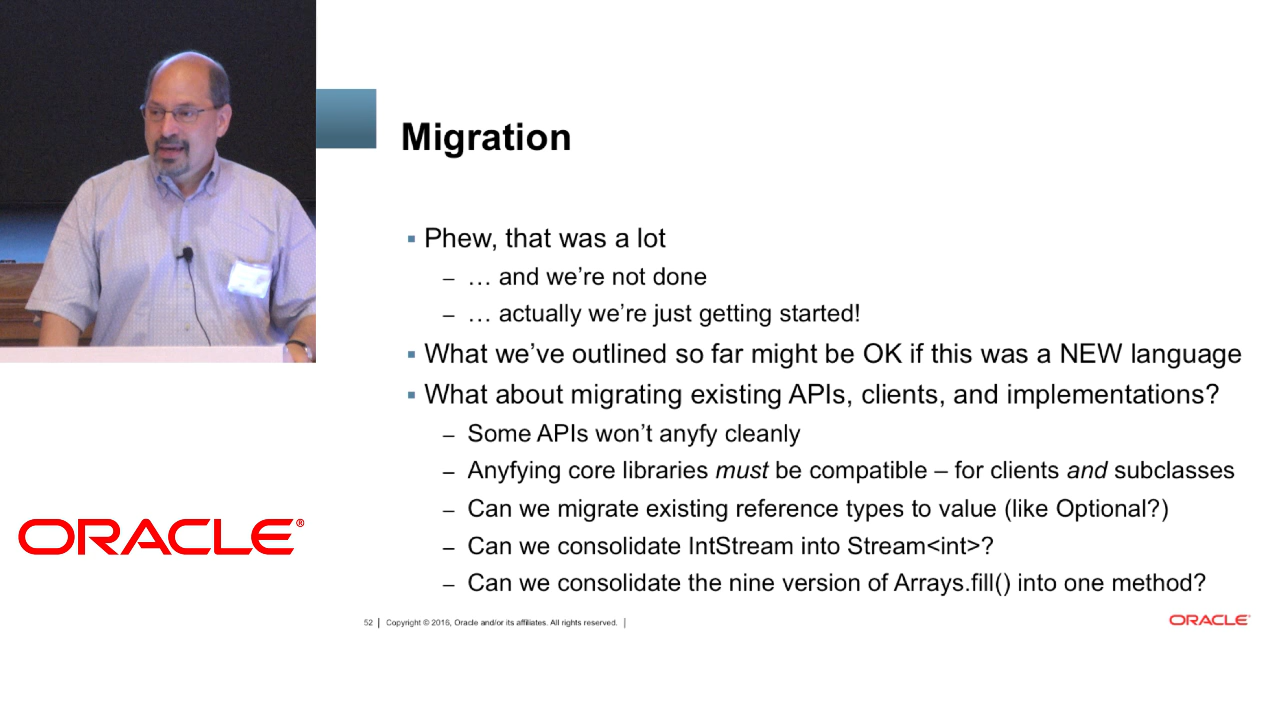 Migration
▪ Phew, that was a lot
– … and we’re not done
– … actually we’re just getting started!
▪ What we’ve outlined so far might be OK if this was a NEW language
▪ What about migrating existing APIs, clients, and implementations?
– Some APIs won’t anyfy cleanly
– Anyfying core libraries must be compatible – for clients and subclasses
– Can we migrate existing reference types to value (like Optional?)
– Can we consolidate IntStream into Stream<int>?
– Can we consolidate the nine version of Arrays.fill() into one method?
ORACLE®
52 | Copyright © 2016, Oracle and/or its affiliates. All rights reserved. |
ORACLE®